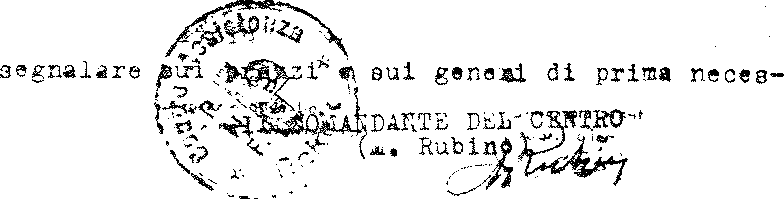 segnalare sui prezzi e sui generi di prima neces-
IL COMANDANTE DEL CENTRO
(M. Rubino)